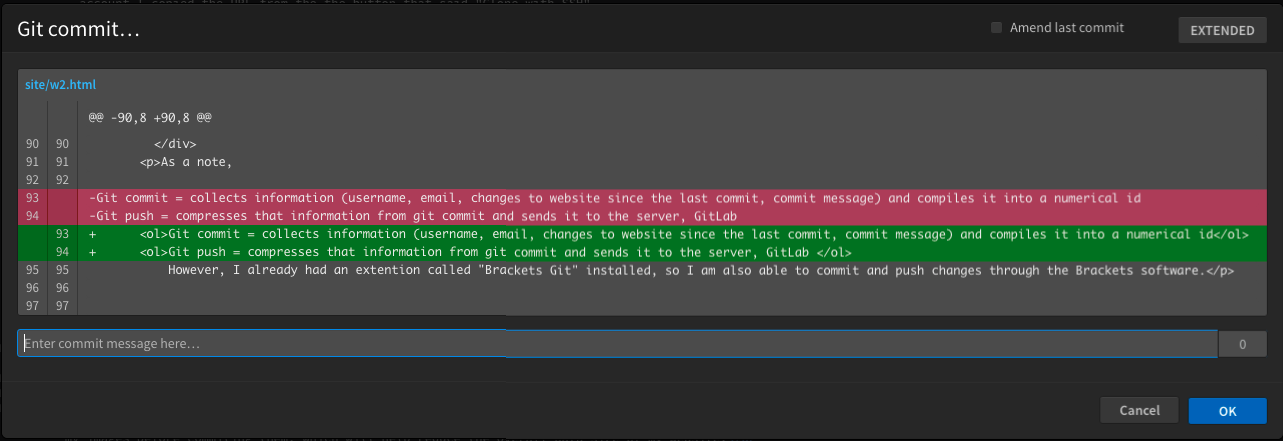 account I copied the URL from the the button that said "Clone with SSH"
Git commit…
Amend last commit
EXTENDED
site/w2.html
@@ -90,8 +90,8 @@
90 90 </div>
91 91 <p>As a note,
92 92
93 -Git commit = collects information (username, email, changes to website since the last commit, commit message) and compiles it into a numerical id
94 -Git push = compresses that information from git commit and sends it to the server, GitLab
93 + <ol>Git commit = collects information (username, email, changes to website since the last commit, commit message) and compiles it into a numerical id</ol>
94 + <ol>Git push = compresses that information from git commit and sends it to the server, GitLab </ol>
95 95 However, I already had an extention called "Brackets Git" installed, so I am also able to commit and push changes through the Brackets software.</p>
96 96
97 97
Enter commit message here…
0
Cancel
OK